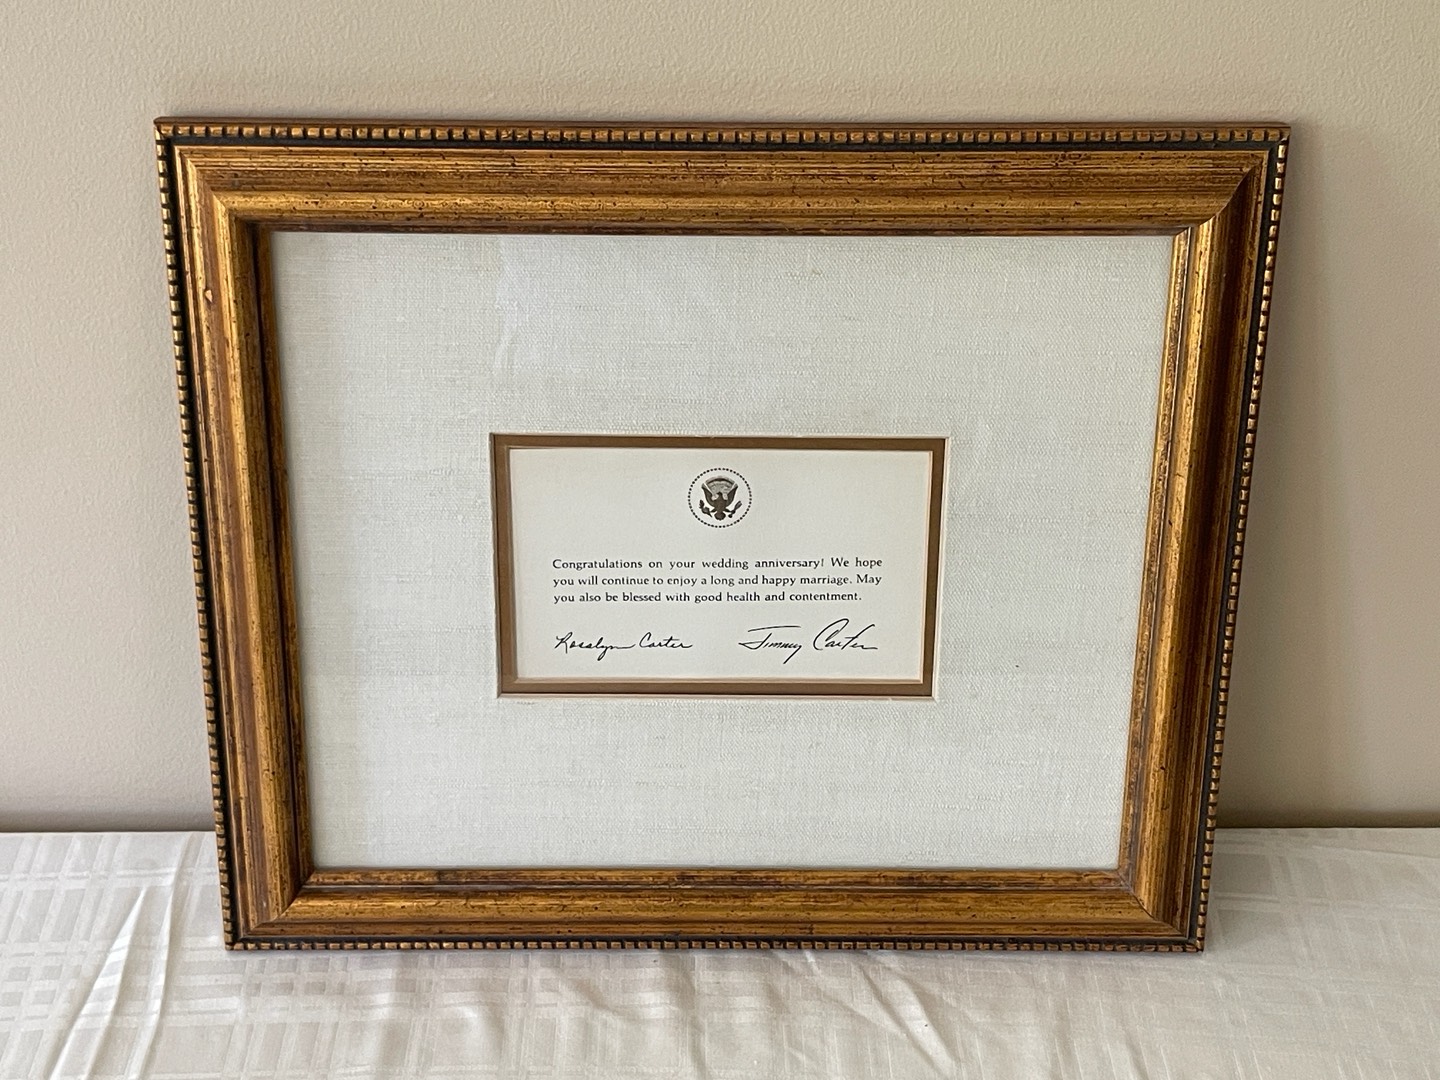 Congratulations on your wedding anniversary! We hope
you will continue to enjoy a long and happy marriage. May
you also be blessed with good health and contentment.
Rosalynn Carter Jimmy Carter